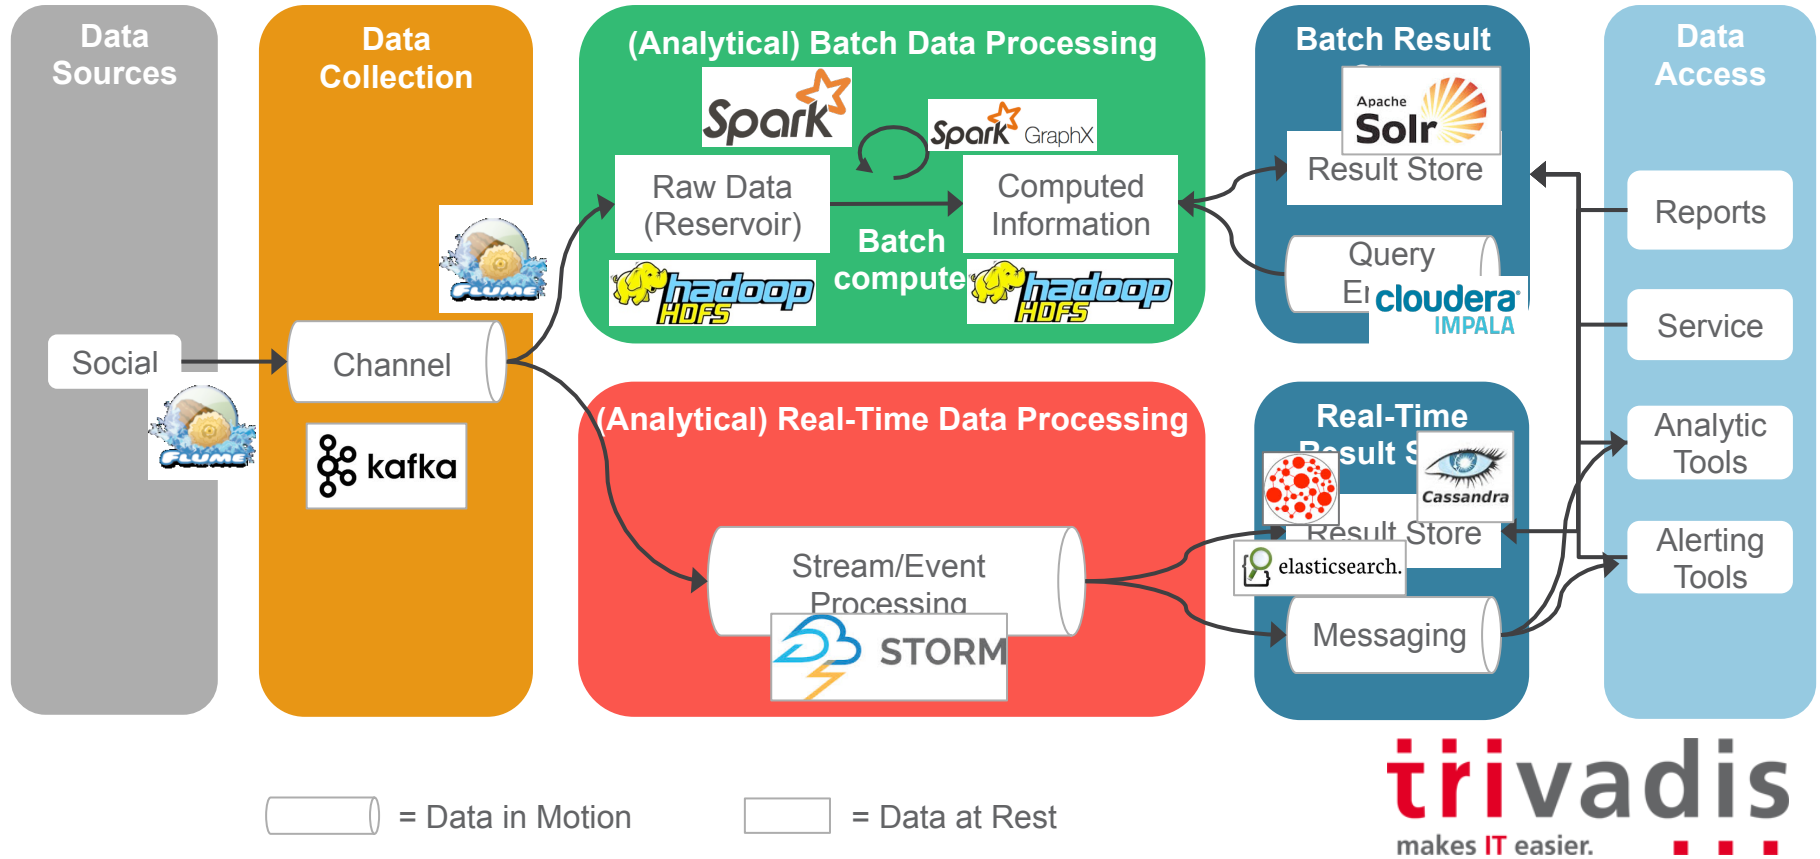 Data
Sources
Social
FLUME
Data
Collection
FLUME
Channel
kafka
(Analytical) Batch Data Processing
Spark
Spark GraphX
Raw Data
(Reservoir)
Batch
compute
Computed
Information
hadoop
HDFS
hadoop
HDFS
(Analytical) Real-Time Data Processing
Stream/Event
Processing
STORM
Batch Result
Apache
Solr
Result Store
Query
cloudera
IMPALA
Real-Time
Cassandra
Result Store
elasticsearch.
Messaging
Data
Access
Reports
Service
Analytic
Tools
Alerting
Tools
= Data in Motion
= Data at Rest
trivadis
makes IT easier.